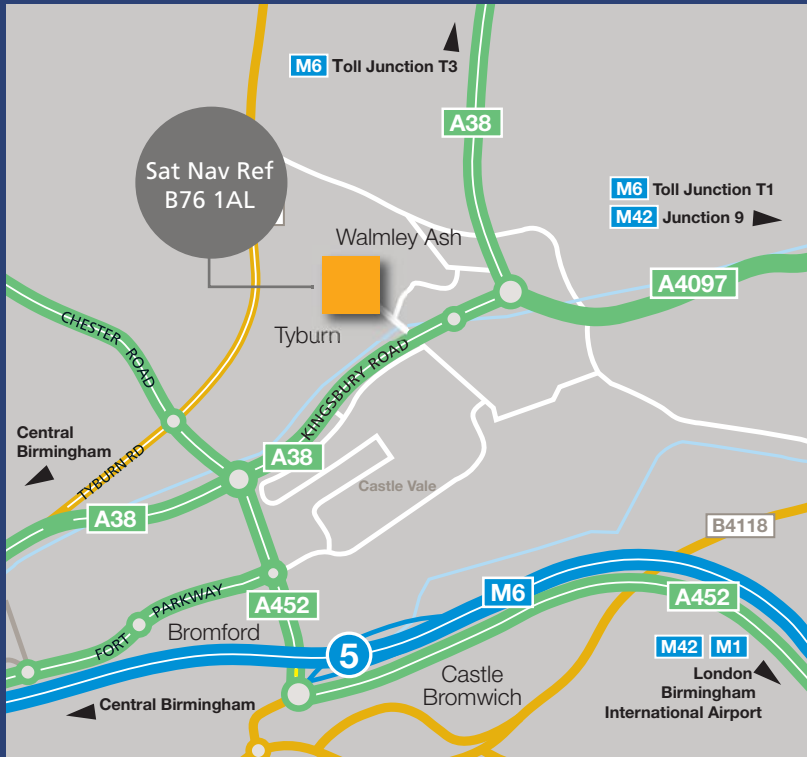 M6 Toll Junction T3
A38
Sat Nav Ref
B76 1AL
M6 Toll Junction T1
M42 Junction 9
Walmley Ash
A4097
Tyburn
CHESTER ROAD
KINGSBURY ROAD
Central
Birmingham
TYBURN RD
A38
Castle Vale
A38
B4118
M6
A452
A452
FORT PARKWAY
Bromford
5
M42 M1
Castle
Bromwich
London
Birmingham
International Airport
Central Birmingham